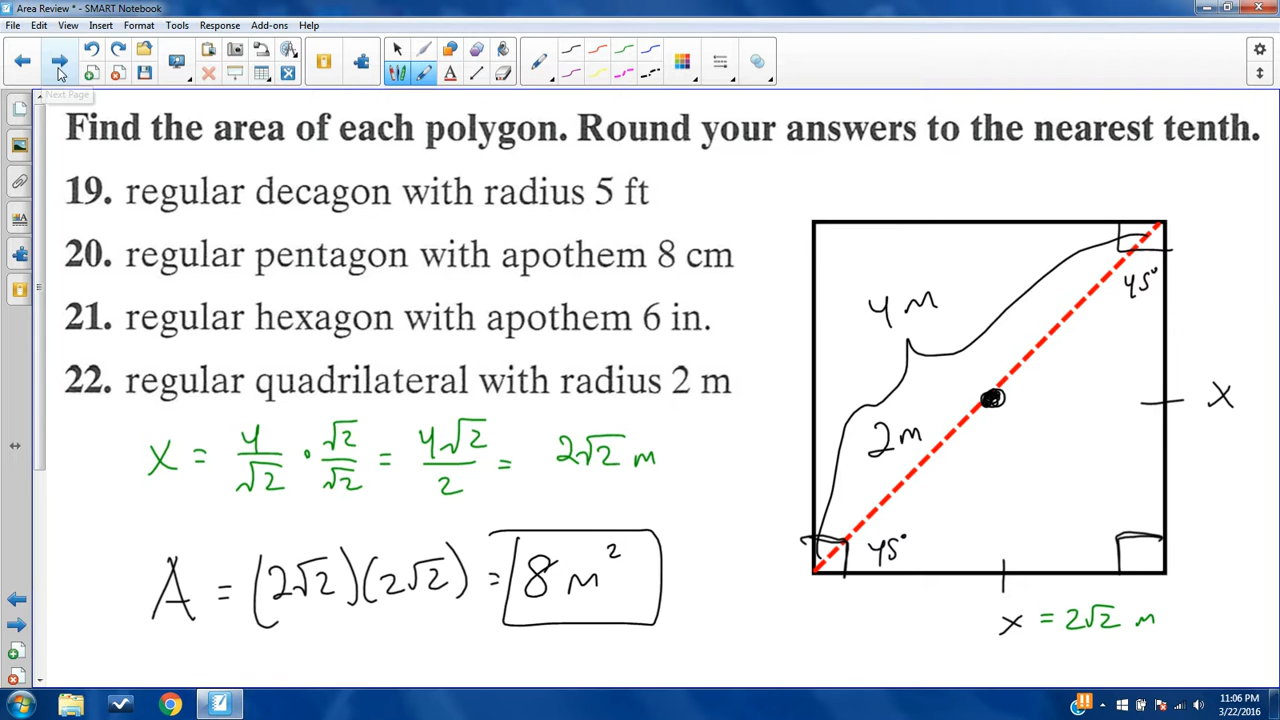 Area Review * - SMART Notebook
File Edit View Insert Format Tools Response Add-ons Help
Next Page
Find the area of each polygon. Round your answers to the nearest tenth.
19. regular decagon with radius 5 ft
20. regular pentagon with apothem 8 cm
21. regular hexagon with apothem 6 in.
22. regular quadrilateral with radius 2 m
x = 4/√2 · √2/√2 = 4√2/2 = 2√2 m
A = (2√2)(2√2) = 8 m²
45°
4 m
x
2 m
45°
x = 2√2 m
11:06 PM
3/22/2016